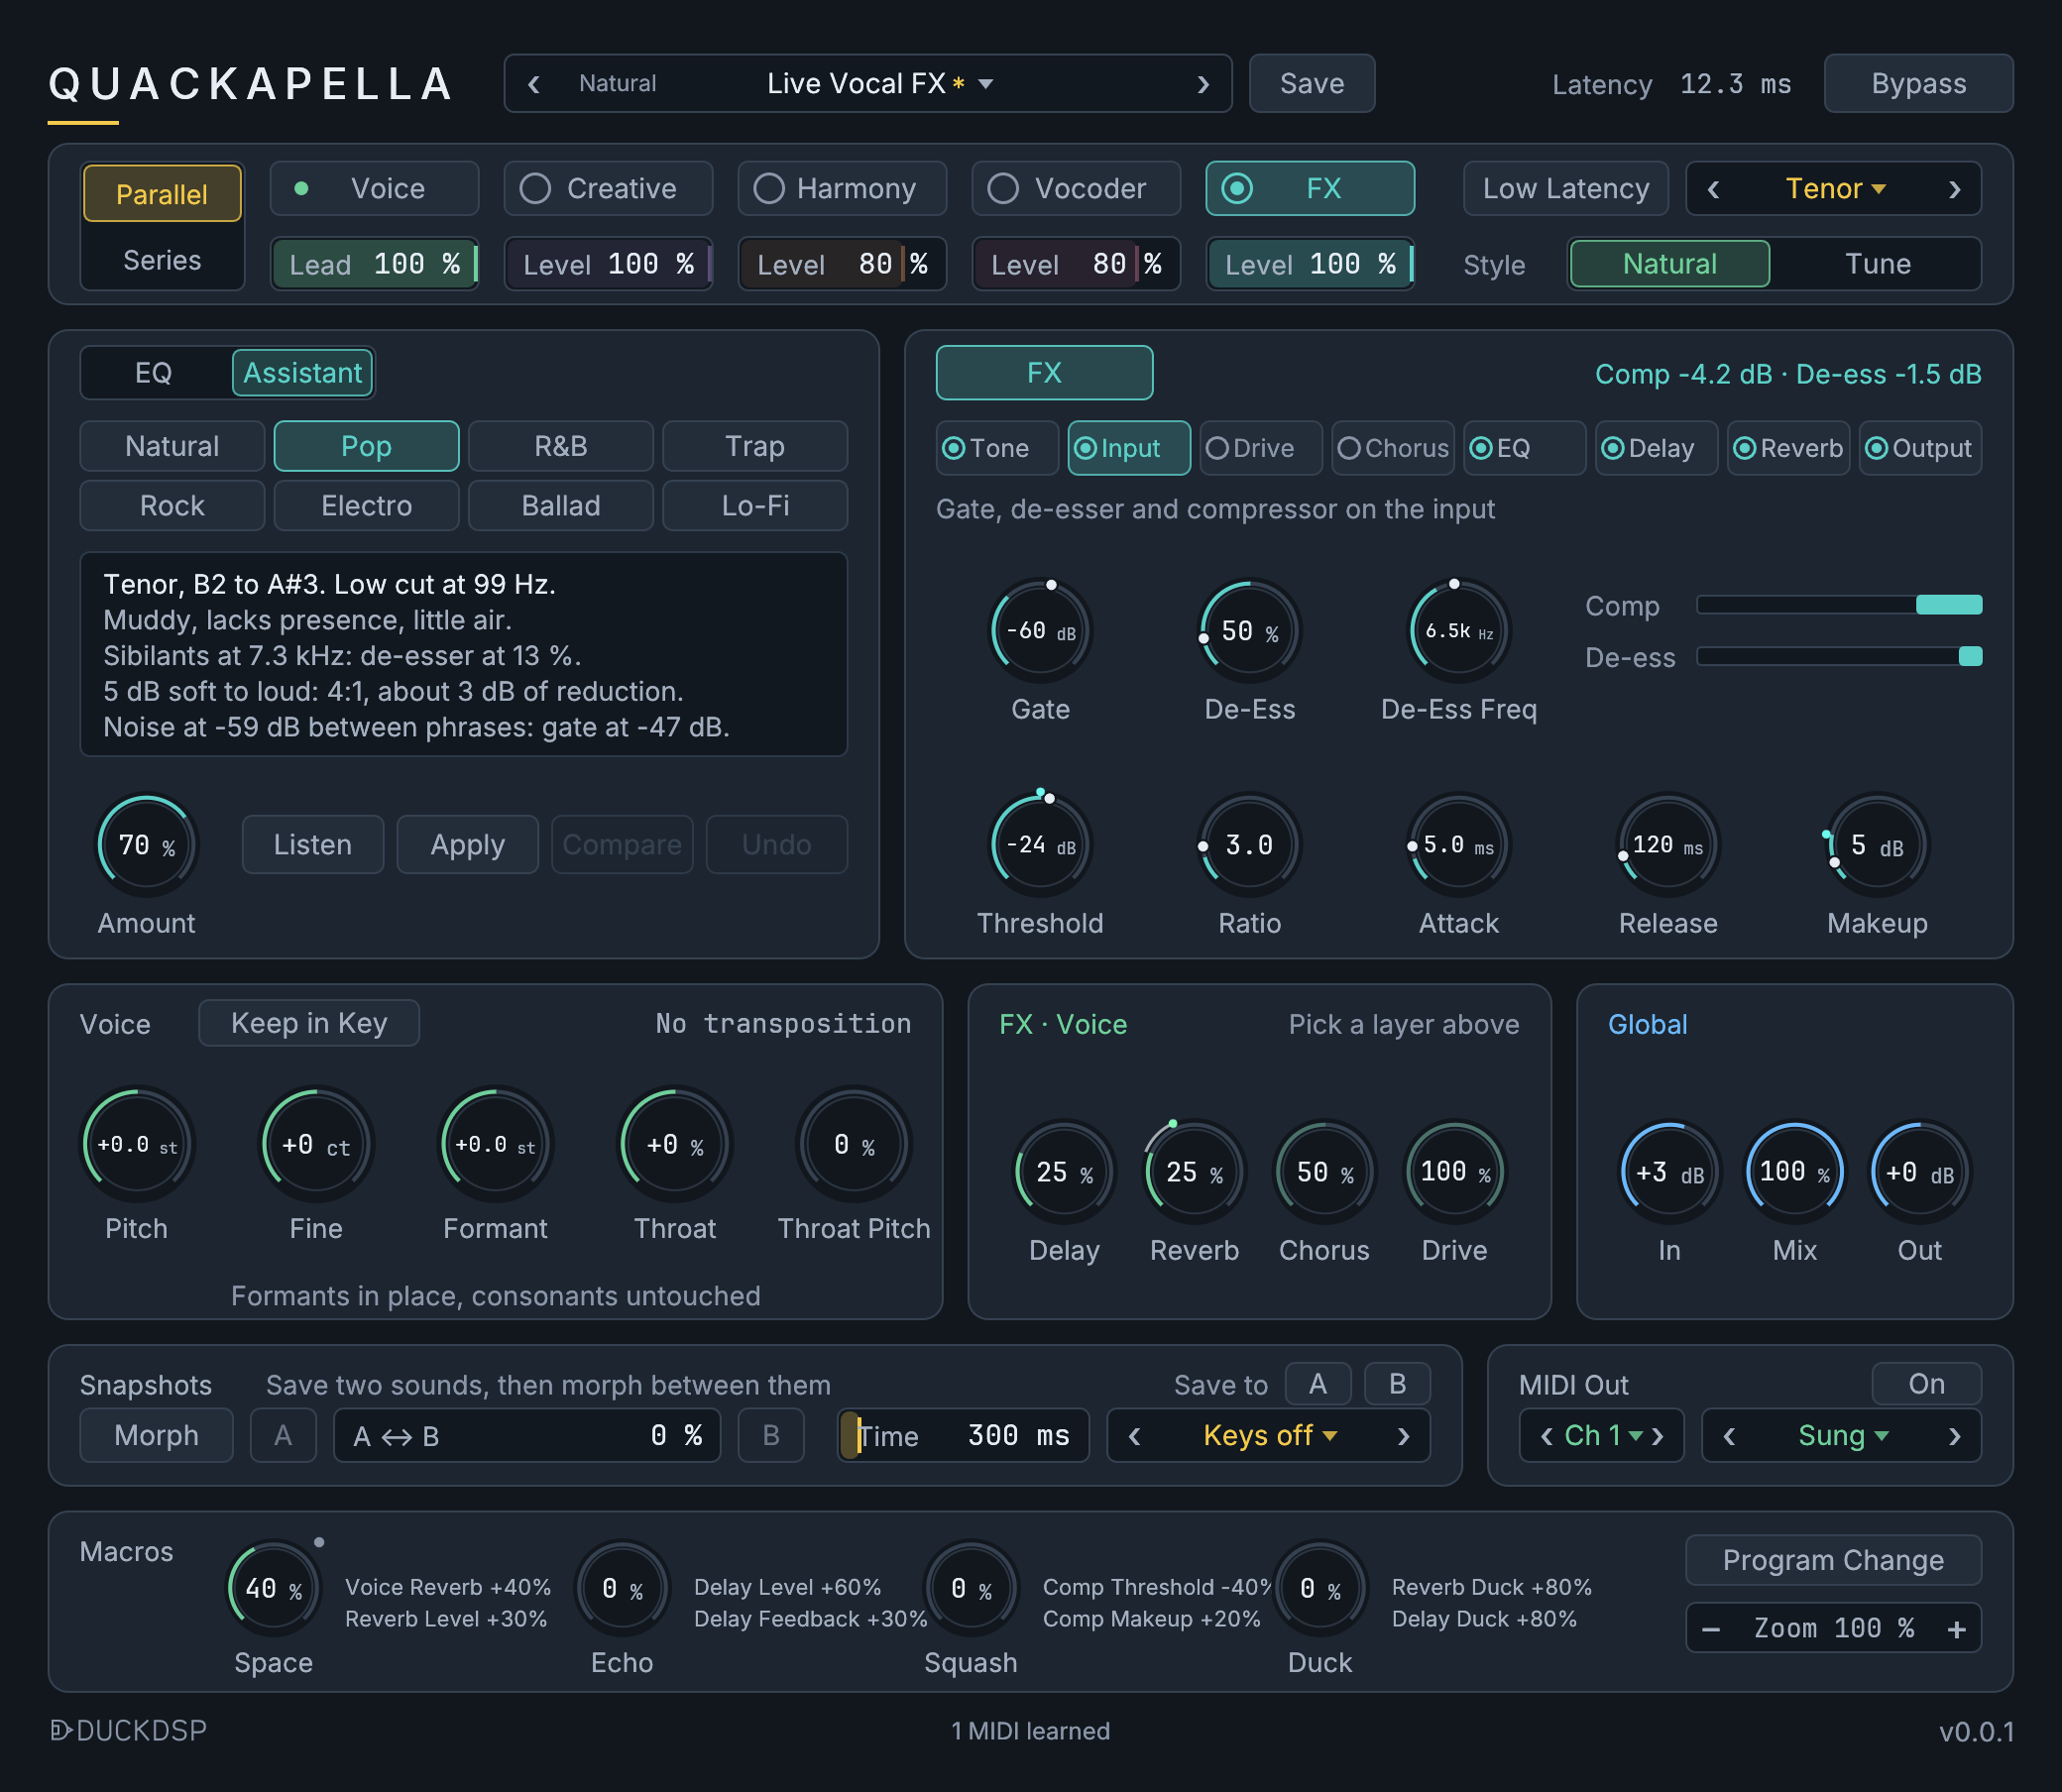 QUACKAPELLA
‹ Natural Live Vocal FX * ›
Save
Latency 12.3 ms
Bypass
Parallel
Voice
Creative
Harmony
Vocoder
FX
Low Latency
‹ Tenor ›
Series
Lead 100 %
Level 100 %
Level 80 %
Level 80 %
Level 100 %
Style
Natural
Tune
EQ
Assistant
Natural
Pop
R&B
Trap
Rock
Electro
Ballad
Lo-Fi
Tenor, B2 to A#3. Low cut at 99 Hz.
Muddy, lacks presence, little air.
Sibilants at 7.3 kHz: de-esser at 13 %.
5 dB soft to loud: 4:1, about 3 dB of reduction.
Noise at -59 dB between phrases: gate at -47 dB.
70 %
Amount
Listen
Apply
Compare
Undo
FX
Comp -4.2 dB · De-ess -1.5 dB
Tone
Input
Drive
Chorus
EQ
Delay
Reverb
Output
Gate, de-esser and compressor on the input
-60 dB
50 %
6.5k Hz
Gate
De-Ess
De-Ess Freq
Comp
De-ess
-24 dB
3.0
5.0 ms
120 ms
5 dB
Threshold
Ratio
Attack
Release
Makeup
Voice
Keep in Key
No transposition
+0.0 st
+0 ct
+0.0 st
+0 %
0 %
Pitch
Fine
Formant
Throat
Throat Pitch
Formants in place, consonants untouched
FX · Voice
Pick a layer above
25 %
25 %
50 %
100 %
Delay
Reverb
Chorus
Drive
Global
+3 dB
100 %
+0 dB
In
Mix
Out
Snapshots
Save two sounds, then morph between them
Save to
A
B
Morph
A
A ↔ B 0 %
B
Time 300 ms
‹ Keys off ›
MIDI Out
On
‹ Ch 1 ›
‹ Sung ›
Macros
40 %
Space
Voice Reverb +40%
Reverb Level +30%
0 %
Echo
Delay Level +60%
Delay Feedback +30%
0 %
Squash
Comp Threshold -40%
Comp Makeup +20%
0 %
Duck
Reverb Duck +80%
Delay Duck +80%
Program Change
− Zoom 100 % +
DUCKDSP
1 MIDI learned
v0.0.1